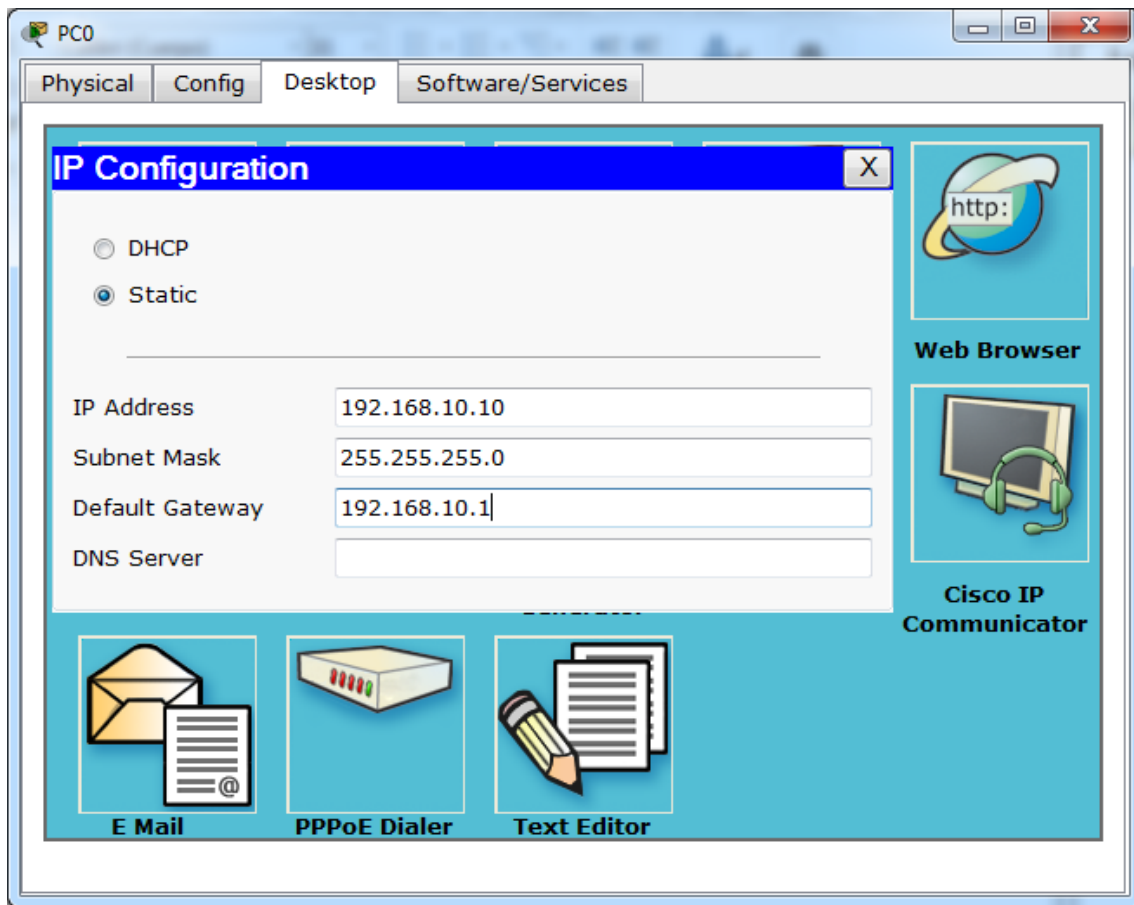 PC0
Physical Config Desktop Software/Services
IP Configuration
X
http:
DHCP
Static
Web Browser
IP Address 192.168.10.10
Subnet Mask 255.255.255.0
Default Gateway 192.168.10.1
DNS Server
Cisco IP
Communicator
@
E Mail PPPoE Dialer Text Editor